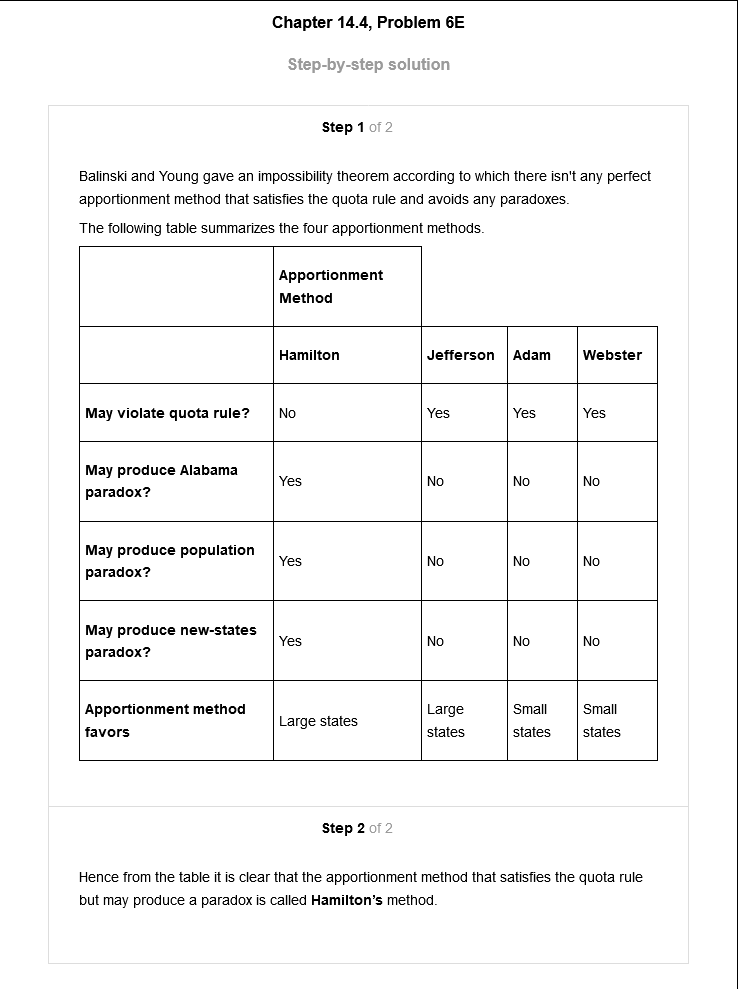 Chapter 14.4, Problem 6E
Step-by-step solution
Step 1 of 2
Balinski and Young gave an impossibility theorem according to which there isn't any perfect
apportionment method that satisfies the quota rule and avoids any paradoxes.
The following table summarizes the four apportionment methods.
Apportionment
Method
Hamilton Jefferson Adam Webster
May violate quota rule? No Yes Yes Yes
May produce Alabama
paradox? Yes No No No
May produce population
paradox? Yes No No No
May produce new-states
paradox? Yes No No No
Apportionment method
favors Large states Large
states Small
states Small
states
Step 2 of 2
Hence from the table it is clear that the apportionment method that satisfies the quota rule
but may produce a paradox is called Hamilton's method.